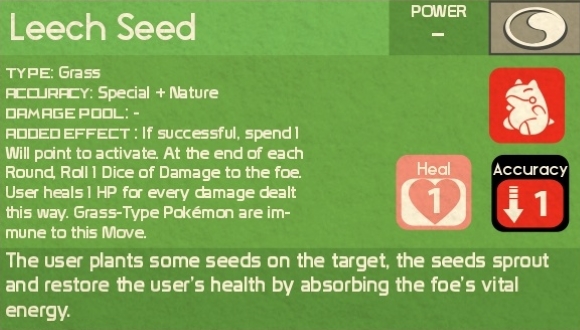 Leech Seed
POWER
–
TYPE: Grass
ACCURACY: Special + Nature
DAMAGE POOL: -
ADDED EFFECT : If successful, spend 1
Will point to activate. At the end of each
Round, Roll 1 Dice of Damage to the foe.
User heals 1 HP for every damage dealt
this way. Grass-Type Pokémon are im-
mune to this Move.
Heal
1
Accuracy
1
The user plants some seeds on the target, the seeds sprout
and restore the user's health by absorbing the foe's vital
energy.